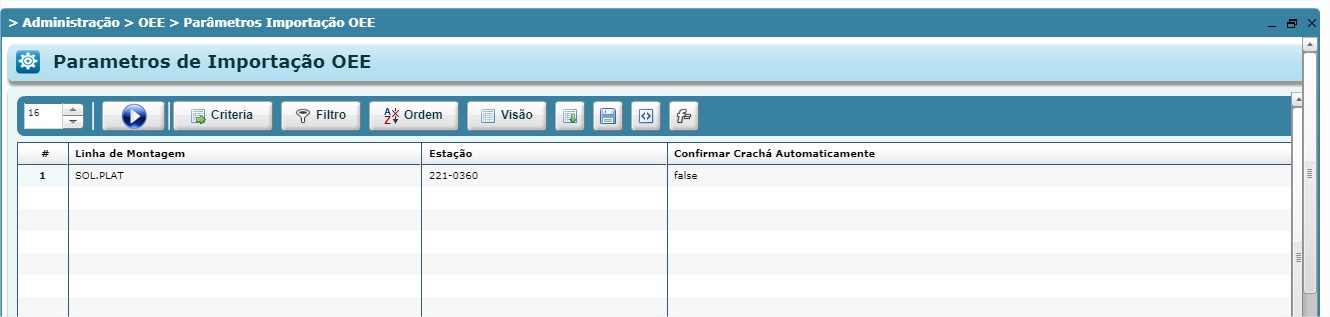 > Administração > OEE > Parâmetros Importação OEE
Parametros de Importação OEE
16 Criteria Filtro Ordem Visão
# Linha de Montagem Estação Confirmar Crachá Automaticamente
1 SOL.PLAT 221-0360 false